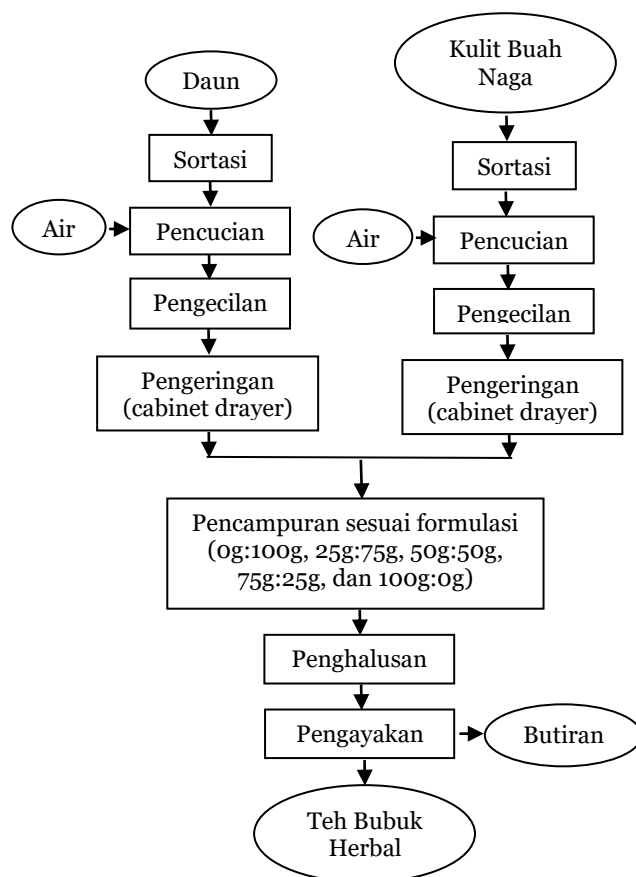 Daun
Sortasi
Air
Pencucian
Pengecilan
Pengeringan
(cabinet drayer)
Kulit Buah
Naga
Sortasi
Air
Pencucian
Pengecilan
Pengeringan
(cabinet drayer)
Pencampuran sesuai formulasi
(0g:100g, 25g:75g, 50g:50g,
75g:25g, dan 100g:0g)
Penghalusan
Pengayakan
Butiran
Teh Bubuk
Herbal